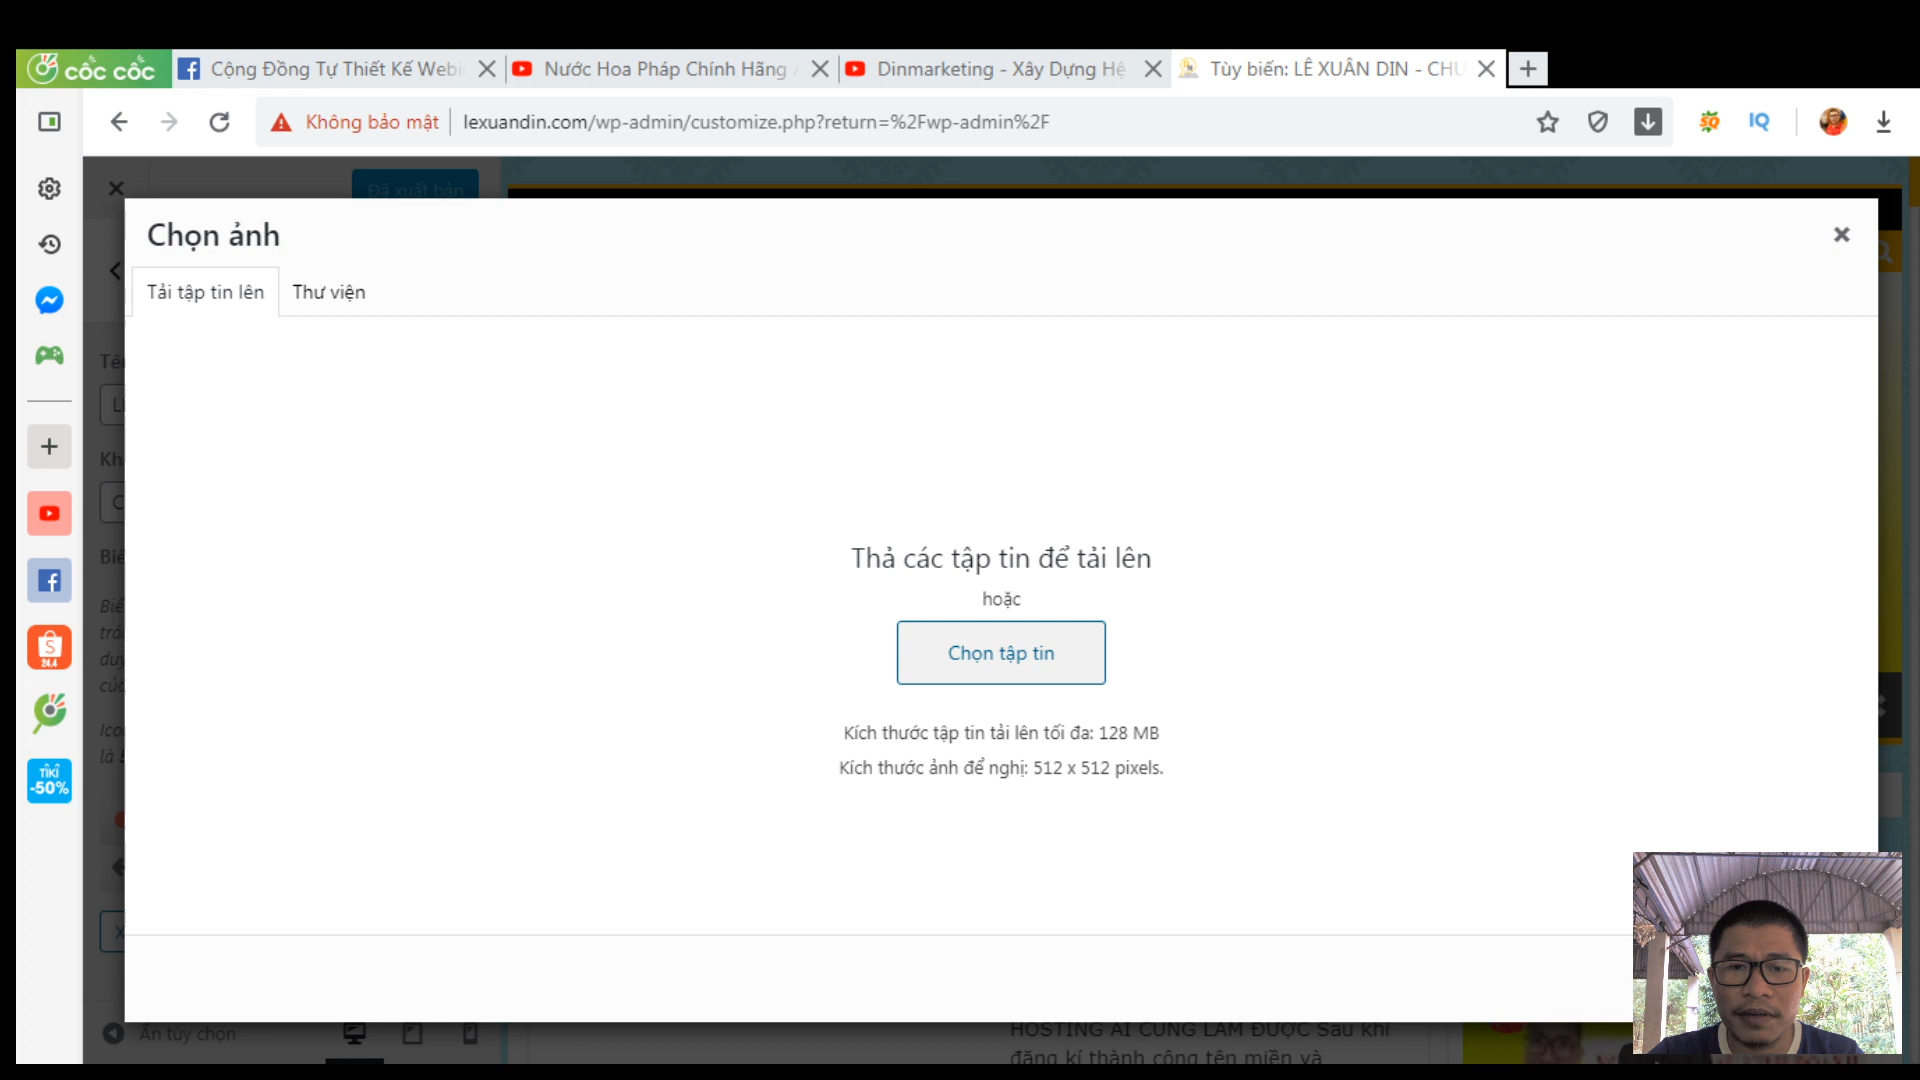 cốc cốc
Cộng Đồng Tự Thiết Kế Webi
Nước Hoa Pháp Chính Hãng
Dinmarketing - Xây Dựng Hệ
Tùy biến: LÊ XUÂN DIN - CHU
Không bảo mật
lexuandin.com/wp-admin/customize.php?return=%2Fwp-admin%2F
SQ
IQ
Đã xuất bản
Chọn ảnh
Tải tập tin lên
Thư viện
Thả các tập tin để tải lên
hoặc
Chọn tập tin
Kích thước tập tin tải lên tối đa: 128 MB
Kích thước ảnh để nghị: 512 x 512 pixels.
24.4
TIKI
-50%
Ẩn tùy chọn
HOSTING AI CŨNG LÀM ĐƯỢC Sau khi
đăng kí thành công tên miền và